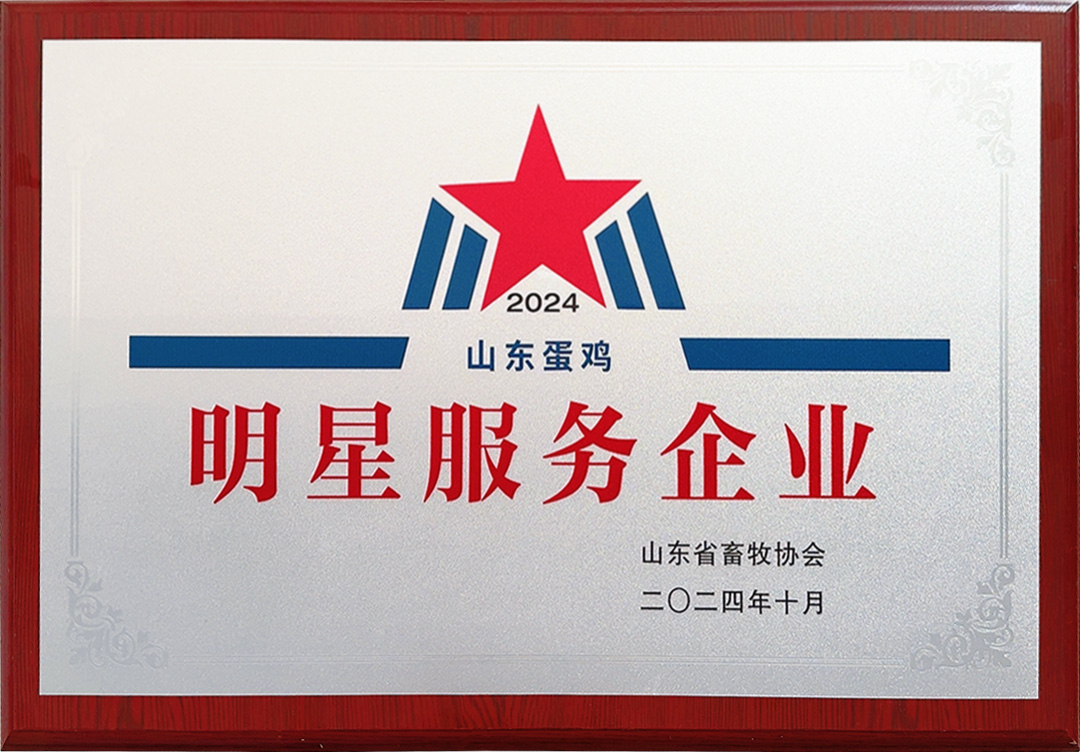 2024
山东蛋鸡
明星服务企业
山东省畜牧协会
二〇二四年十月